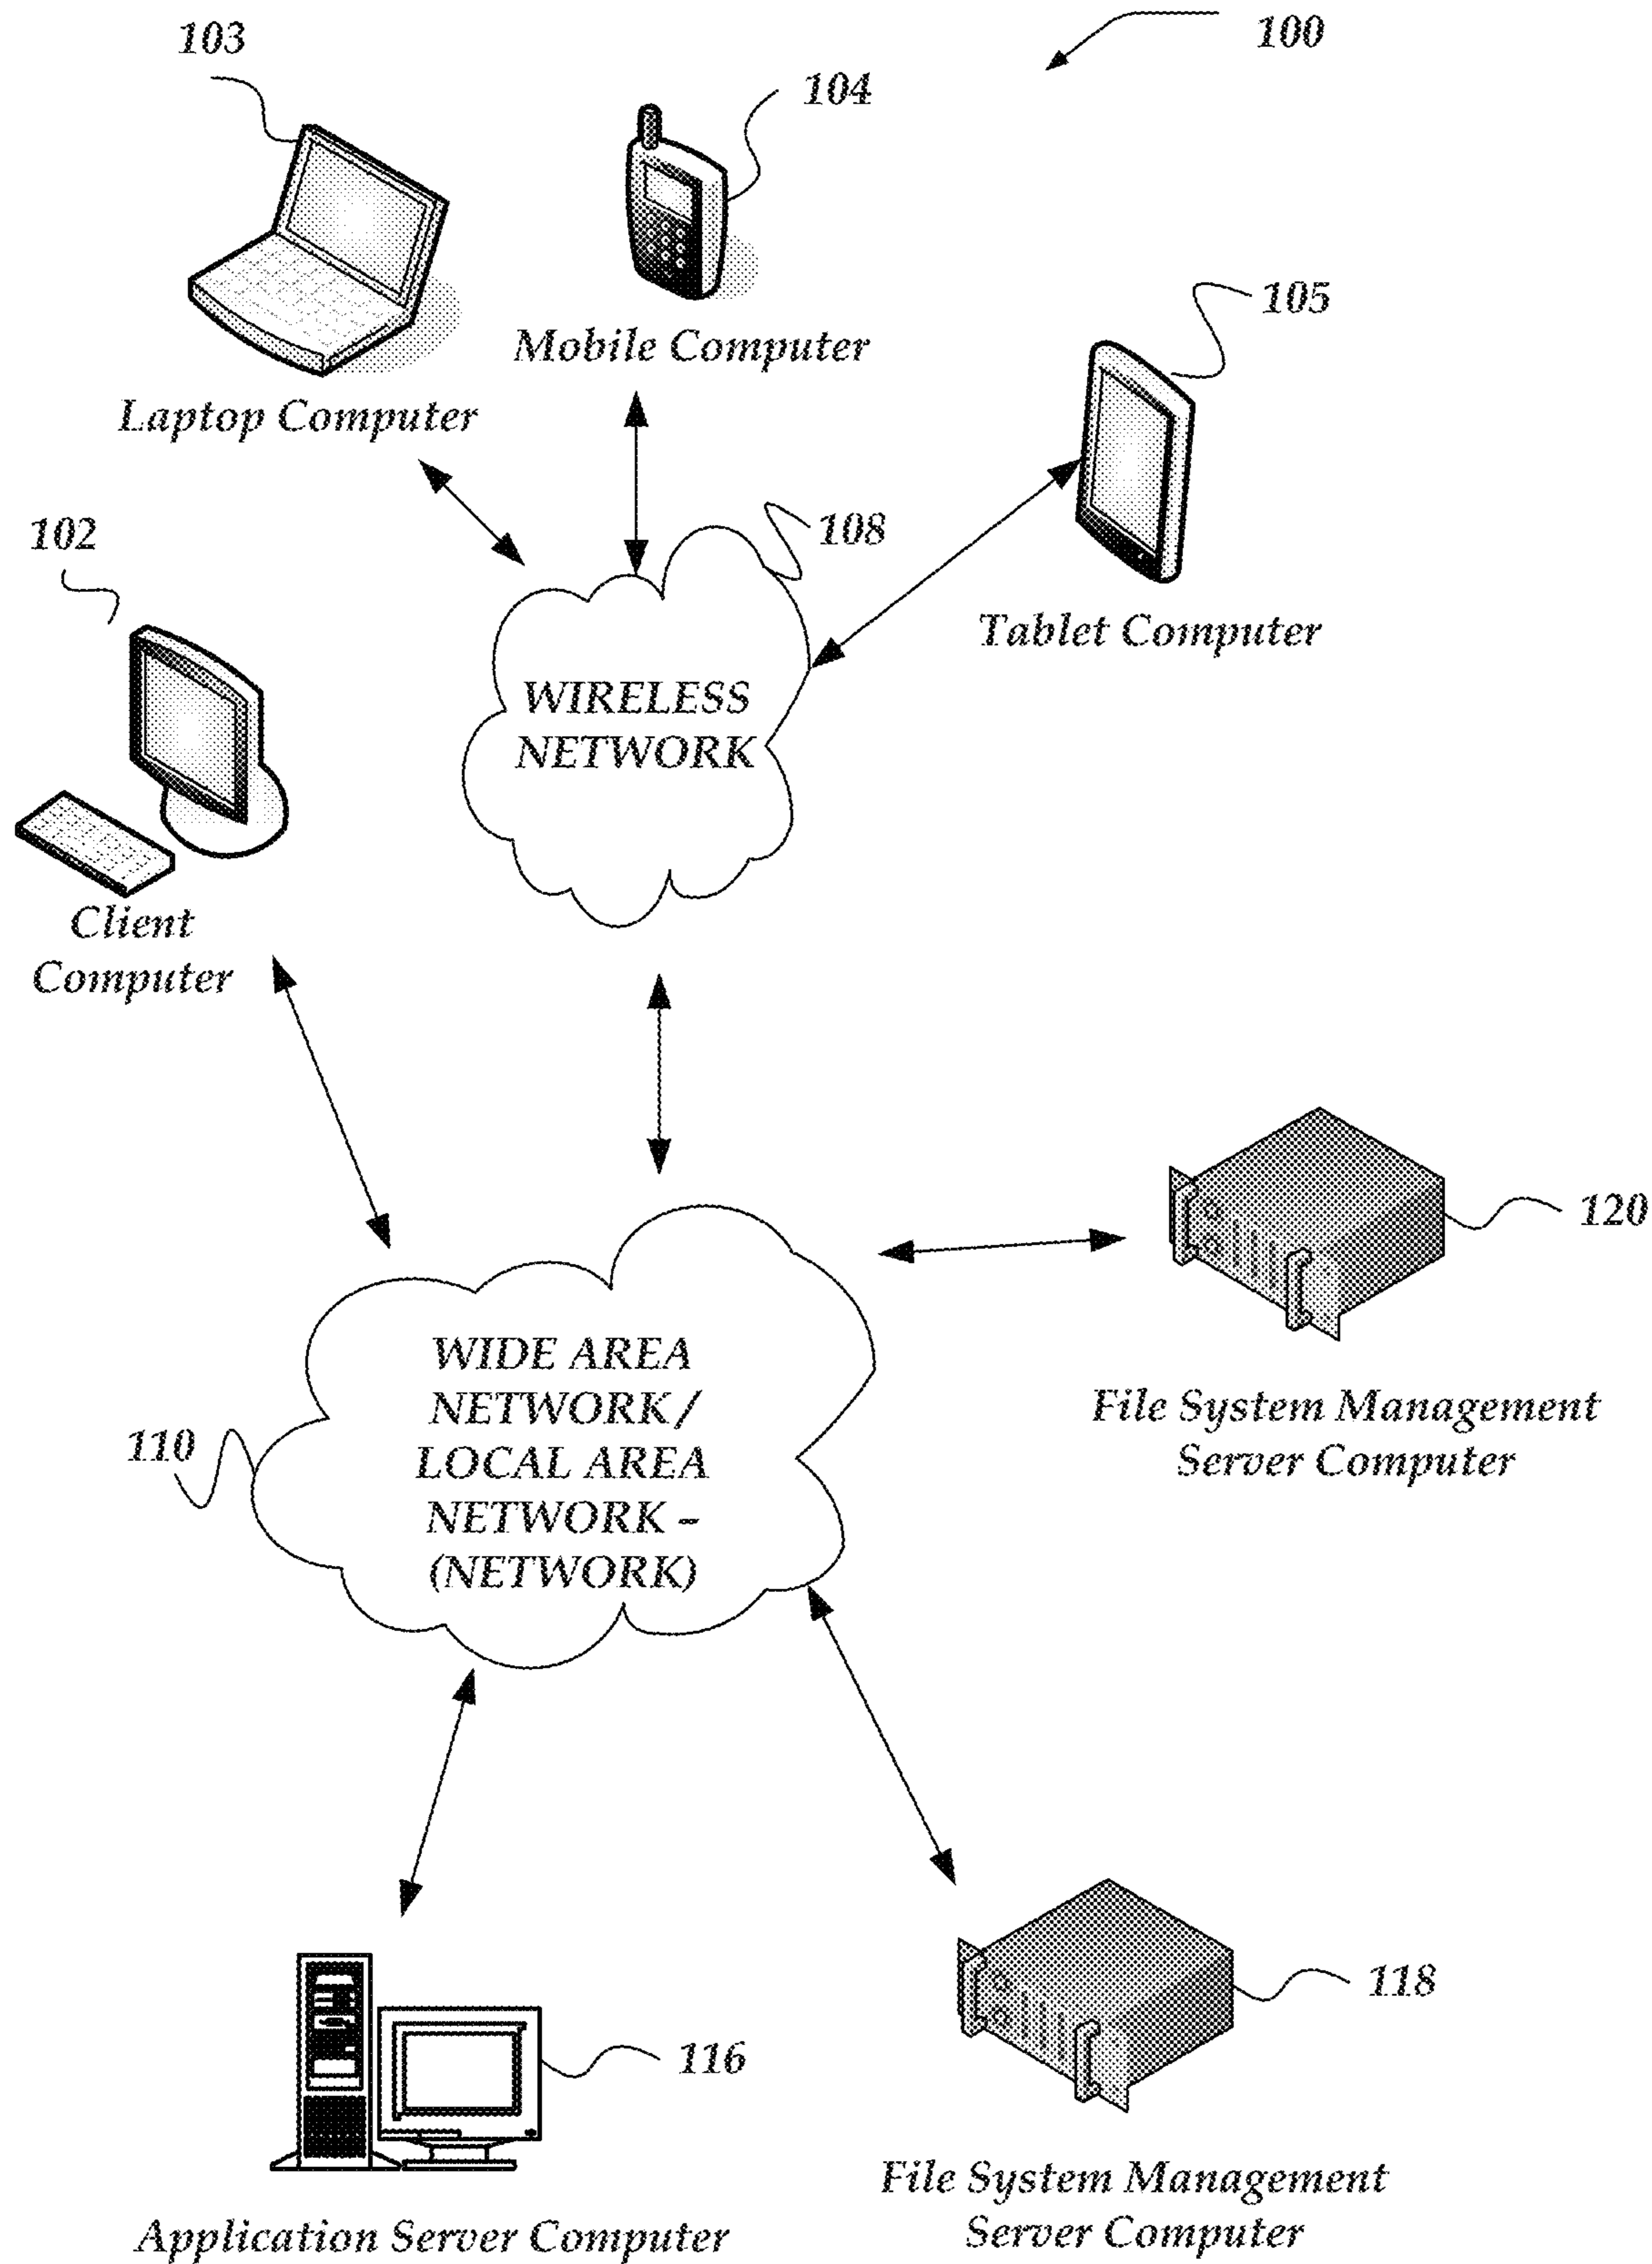 103
100
104
105
Mobile Computer
Laptop Computer
108
102
Tablet Computer
WIRELESS
NETWORK
Client
Computer
120
WIDE AREA
NETWORK /
LOCAL AREA
NETWORK –
(NETWORK)
110
File System Management
Server Computer
118
116
File System Management
Server Computer
Application Server Computer